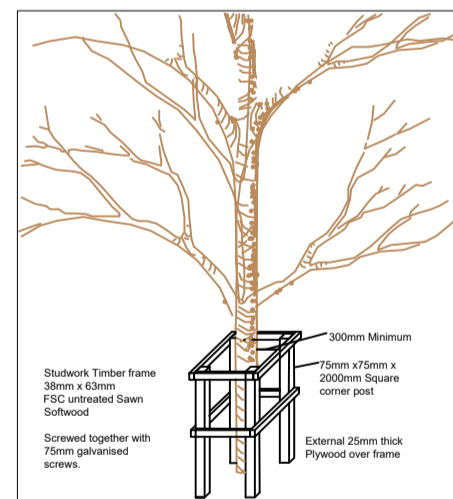 300mm Minimum
Studwork Timber frame
38mm x 63mm
FSC untreated Sawn
Softwood
75mm x75mm x
2000mm Square
corner post
Screwed together with
75mm galvanised
screws.
External 25mm thick
Plywood over frame